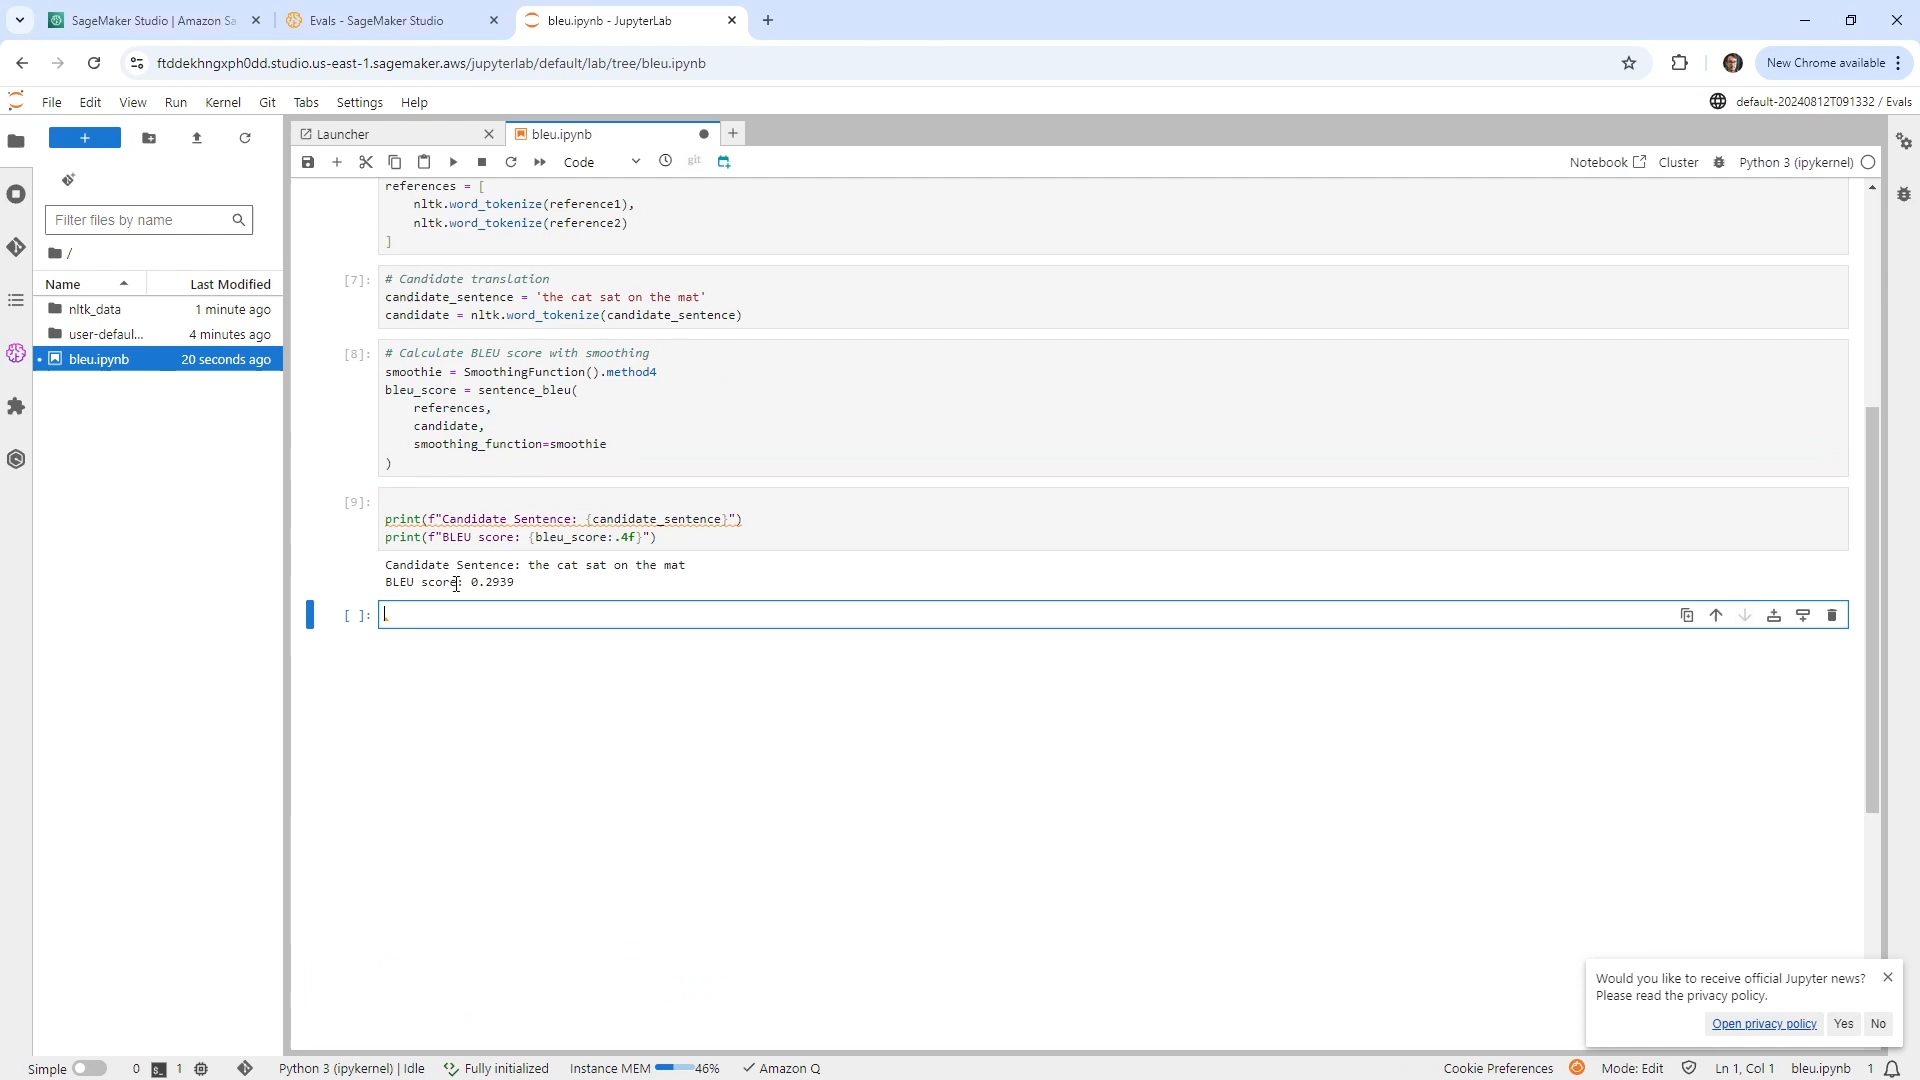 SageMaker Studio | Amazon Sa
Evals - SageMaker Studio
bleu.ipynb - JupyterLab
ftddekhngxph0dd.studio.us-east-1.sagemaker.aws/jupyterlab/default/lab/tree/bleu.ipynb
New Chrome available
File Edit View Run Kernel Git Tabs Settings Help
default-20240812T091332 / Evals
Launcher
bleu.ipynb
Code
git
Notebook
Cluster
Python 3 (ipykernel)
Filter files by name
/
Name
Last Modified
nltk_data 1 minute ago
user-defaul... 4 minutes ago
bleu.ipynb 20 seconds ago
references = [
nltk.word_tokenize(reference1),
nltk.word_tokenize(reference2)
]
[7]: # Candidate translation
candidate_sentence = 'the cat sat on the mat'
candidate = nltk.word_tokenize(candidate_sentence)
[8]: # Calculate BLEU score with smoothing
smoothie = SmoothingFunction().method4
bleu_score = sentence_bleu(
references,
candidate,
smoothing_function=smoothie
)
[9]:
print(f"Candidate Sentence: {candidate_sentence}")
print(f"BLEU score: {bleu_score:.4f}")
Candidate Sentence: the cat sat on the mat
BLEU score: 0.2939
[ ]:
Would you like to receive official Jupyter news?
Please read the privacy policy.
Open privacy policy
Yes
No
Simple
0
1
Python 3 (ipykernel) | Idle
Fully initialized
Instance MEM 46%
Amazon Q
Cookie Preferences
Mode: Edit
Ln 1, Col 1
bleu.ipynb
1